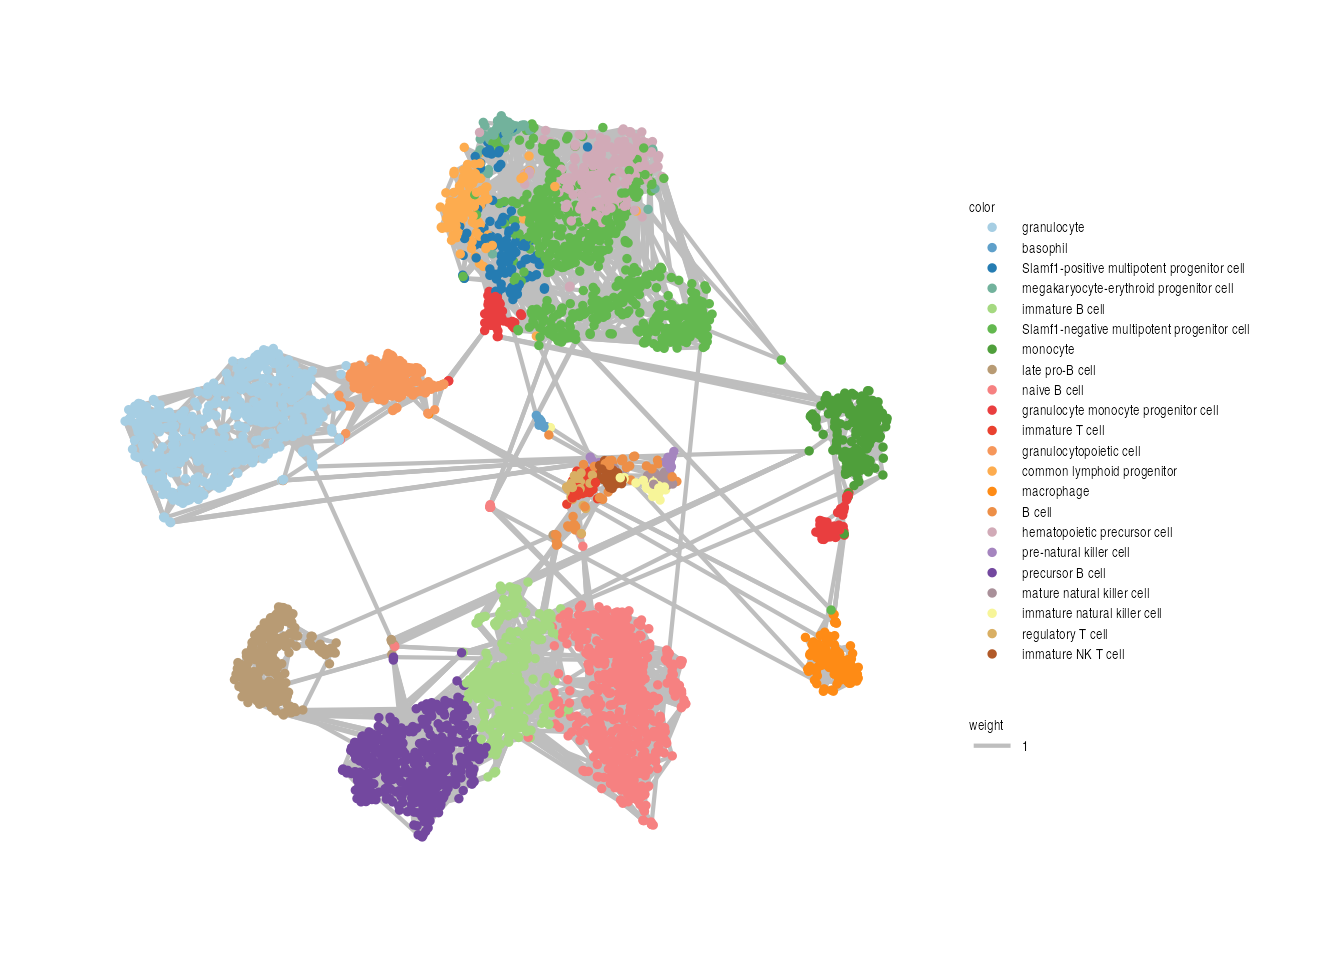 color
granulocyte
basophil
Slamf1-positive multipotent progenitor cell
megakaryocyte-erythroid progenitor cell
immature B cell
Slamf1-negative multipotent progenitor cell
monocyte
late pro-B cell
naive B cell
granulocyte monocyte progenitor cell
immature T cell
granulocytopoietic cell
common lymphoid progenitor
macrophage
B cell
hematopoietic precursor cell
pre-natural killer cell
precursor B cell
mature natural killer cell
immature natural killer cell
regulatory T cell
immature NK T cell
weight
1